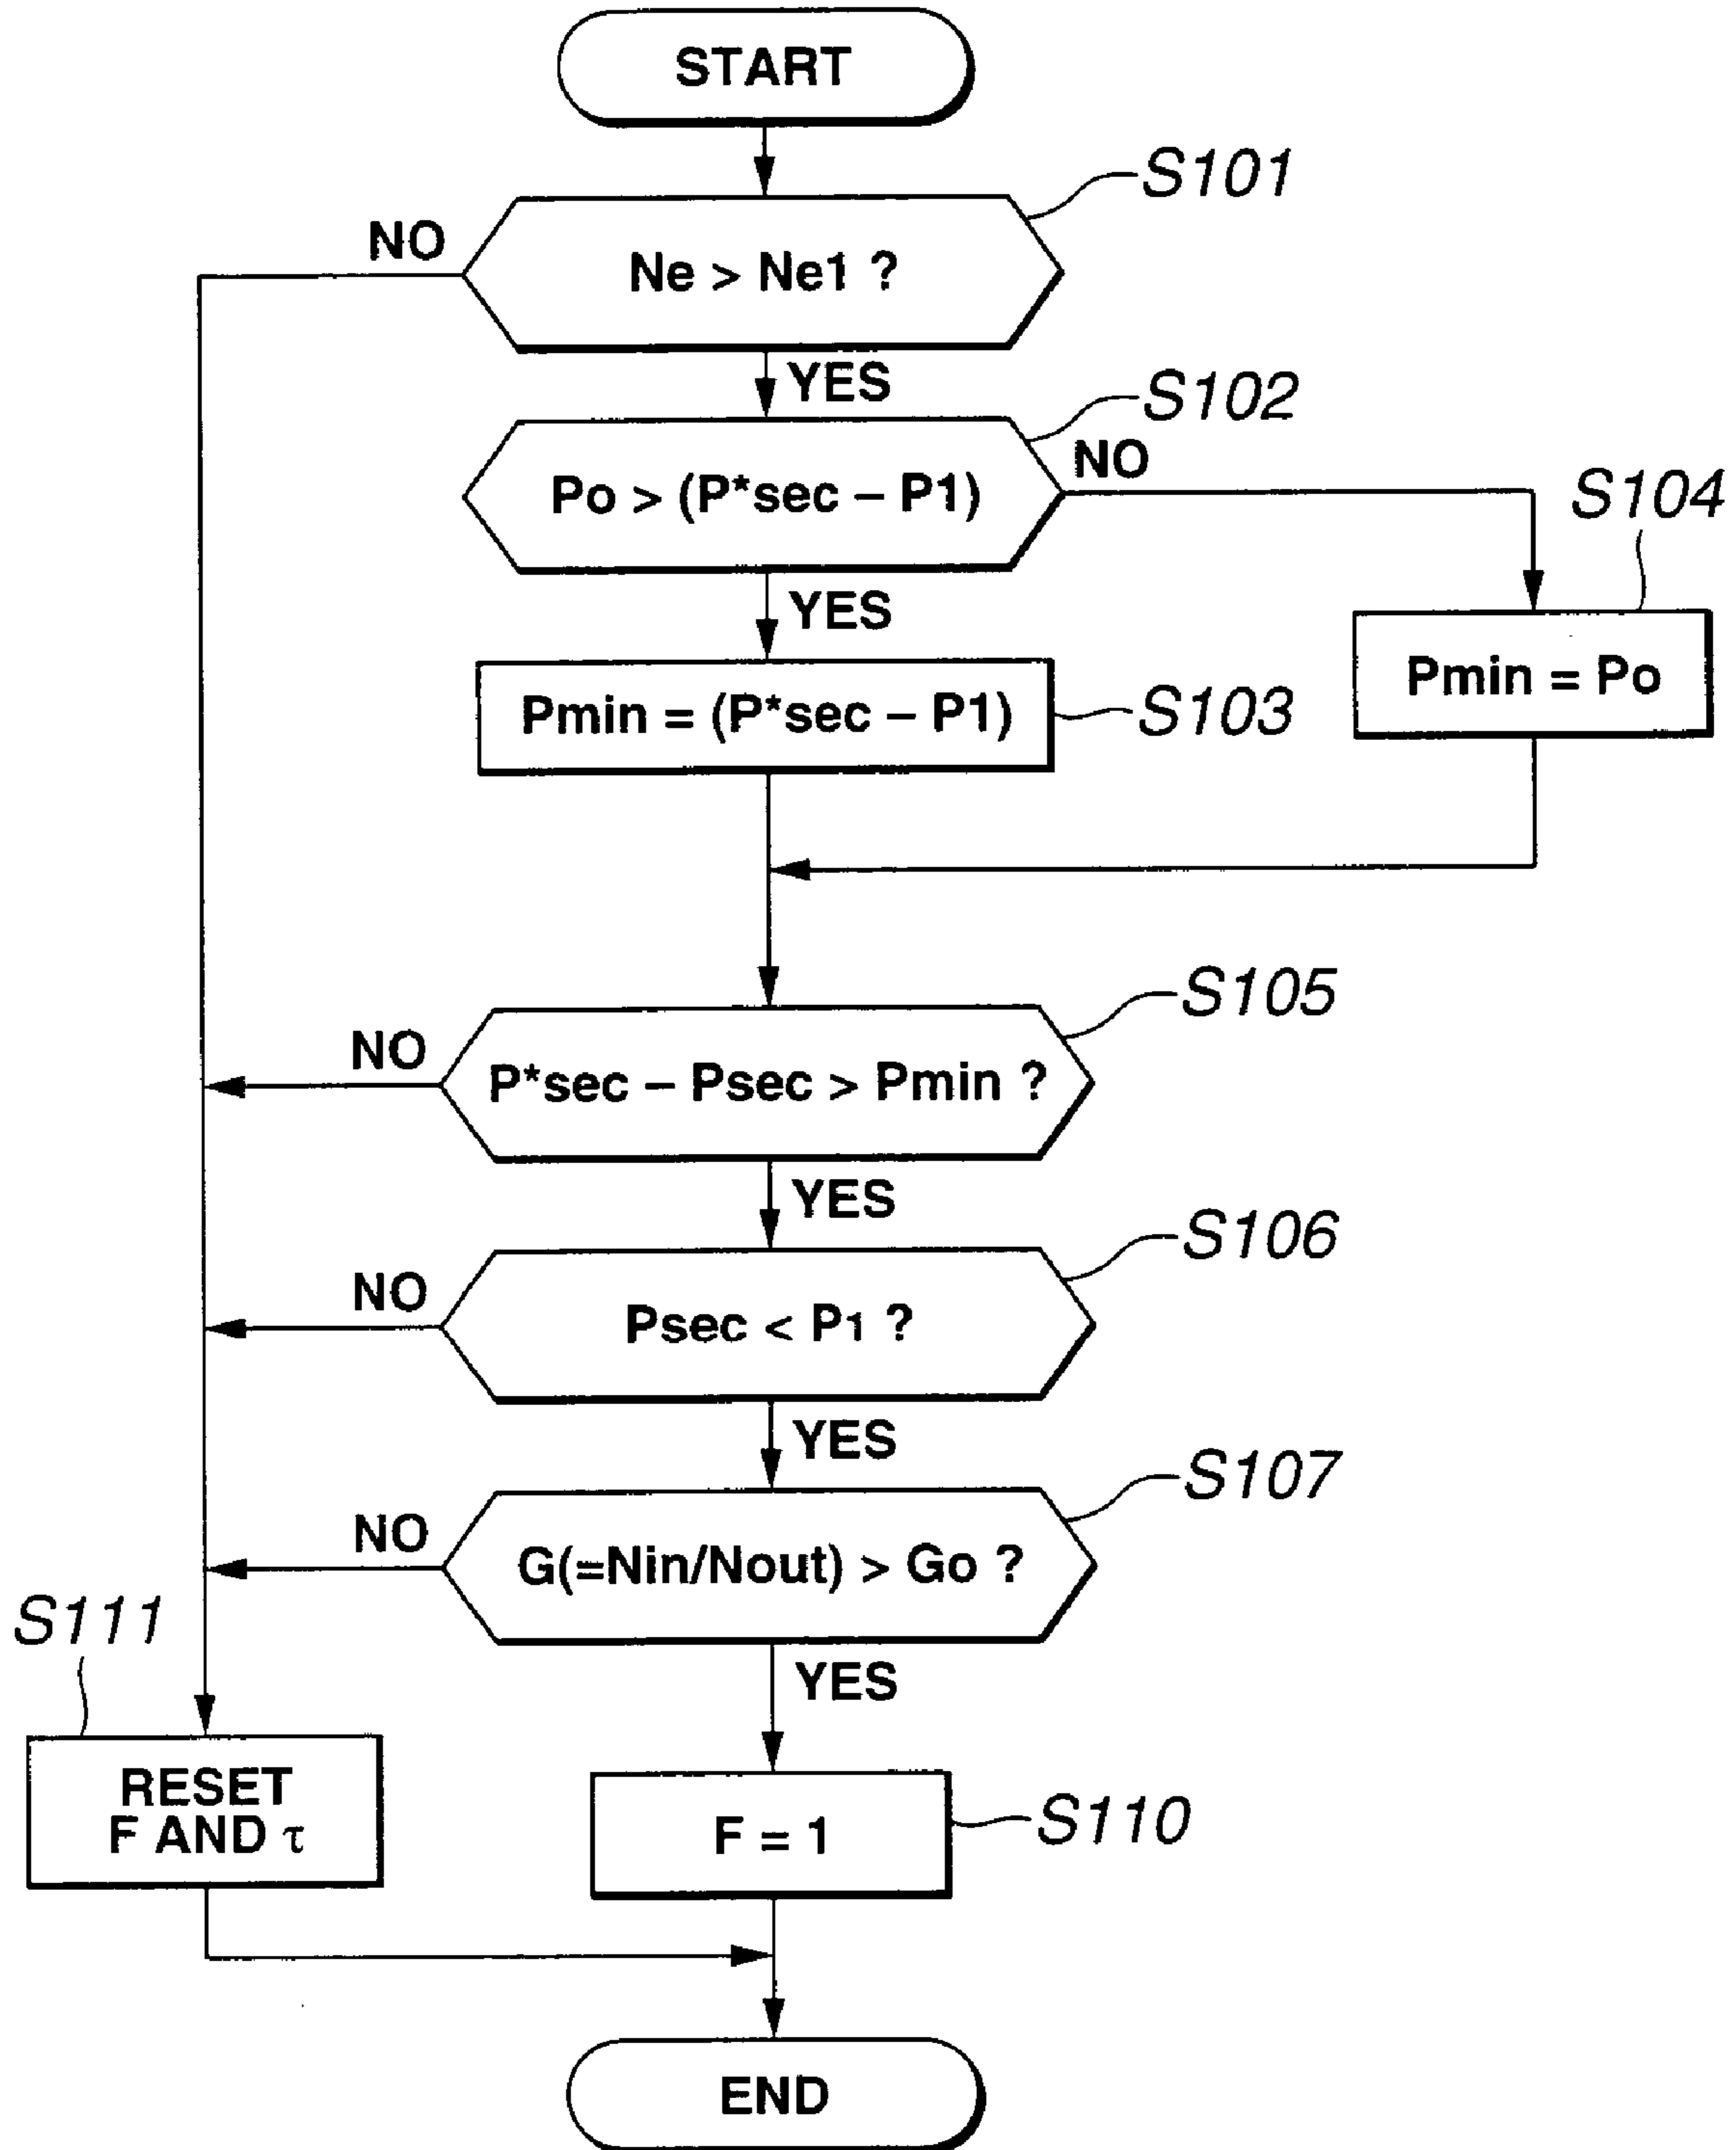 START
S101
NO
Ne > Ne1 ?
YES
S102
NO
Po > (P*sec – P1)
S104
YES
Pmin = Po
Pmin = (P*sec – P1)
S103
S105
NO
P*sec – Psec > Pmin ?
YES
S106
NO
Psec < P1 ?
YES
S107
NO
G(=Nin/Nout) > Go ?
S111
YES
RESET
F AND τ
F = 1
S110
END